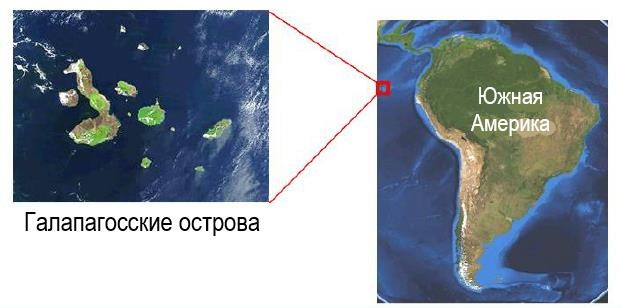 Южная
Америка
Галапагосские острова